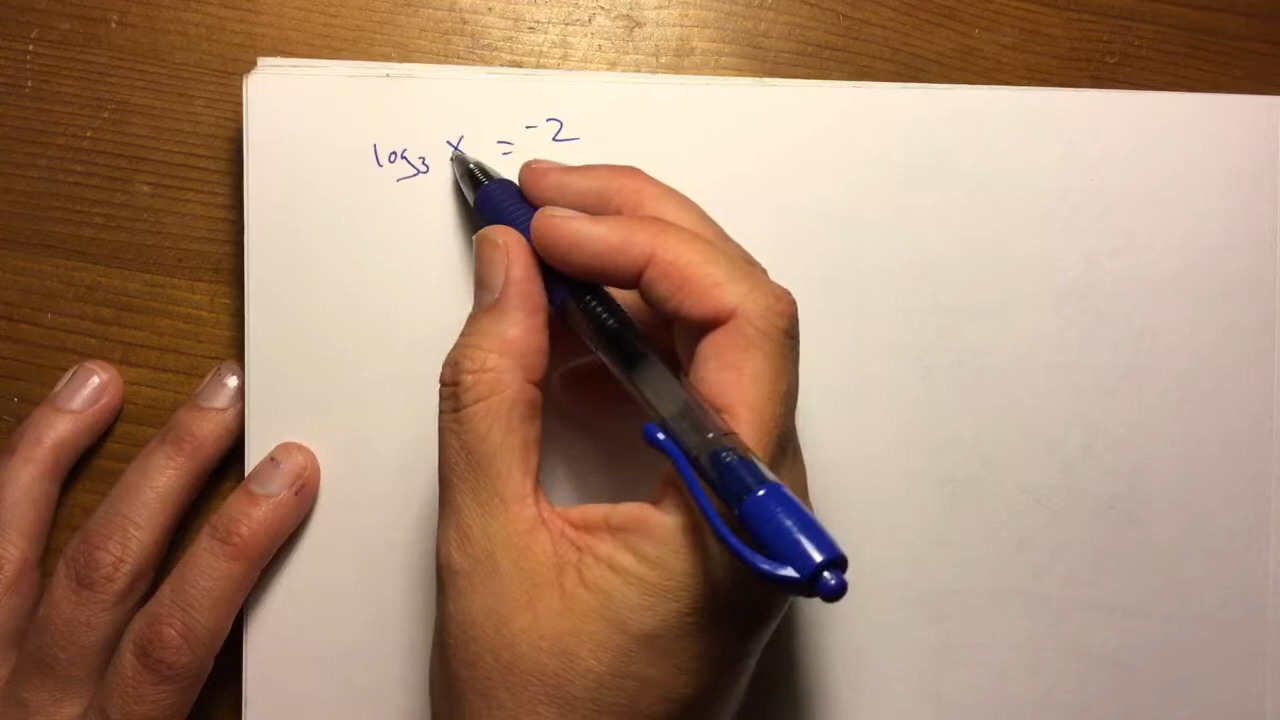 log₃ x = -2